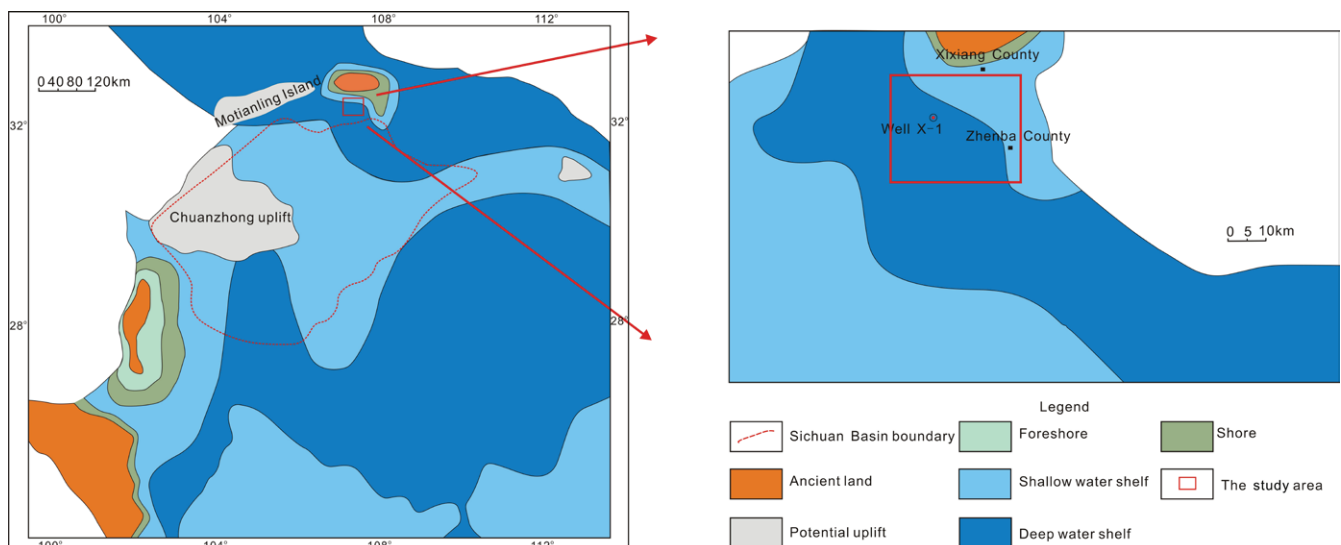 100° 104° 108° 112°
0 40 80 120km
Motianling Island
32° 32°
Chuanzhong uplift
28° 28°
100° 104° 108° 112°
Xixiang County
Well X-1
Zhenba County
0 5 10km
Legend
Sichuan Basin boundary
Foreshore
Shore
Ancient land
Shallow water shelf
The study area
Potential uplift
Deep water shelf